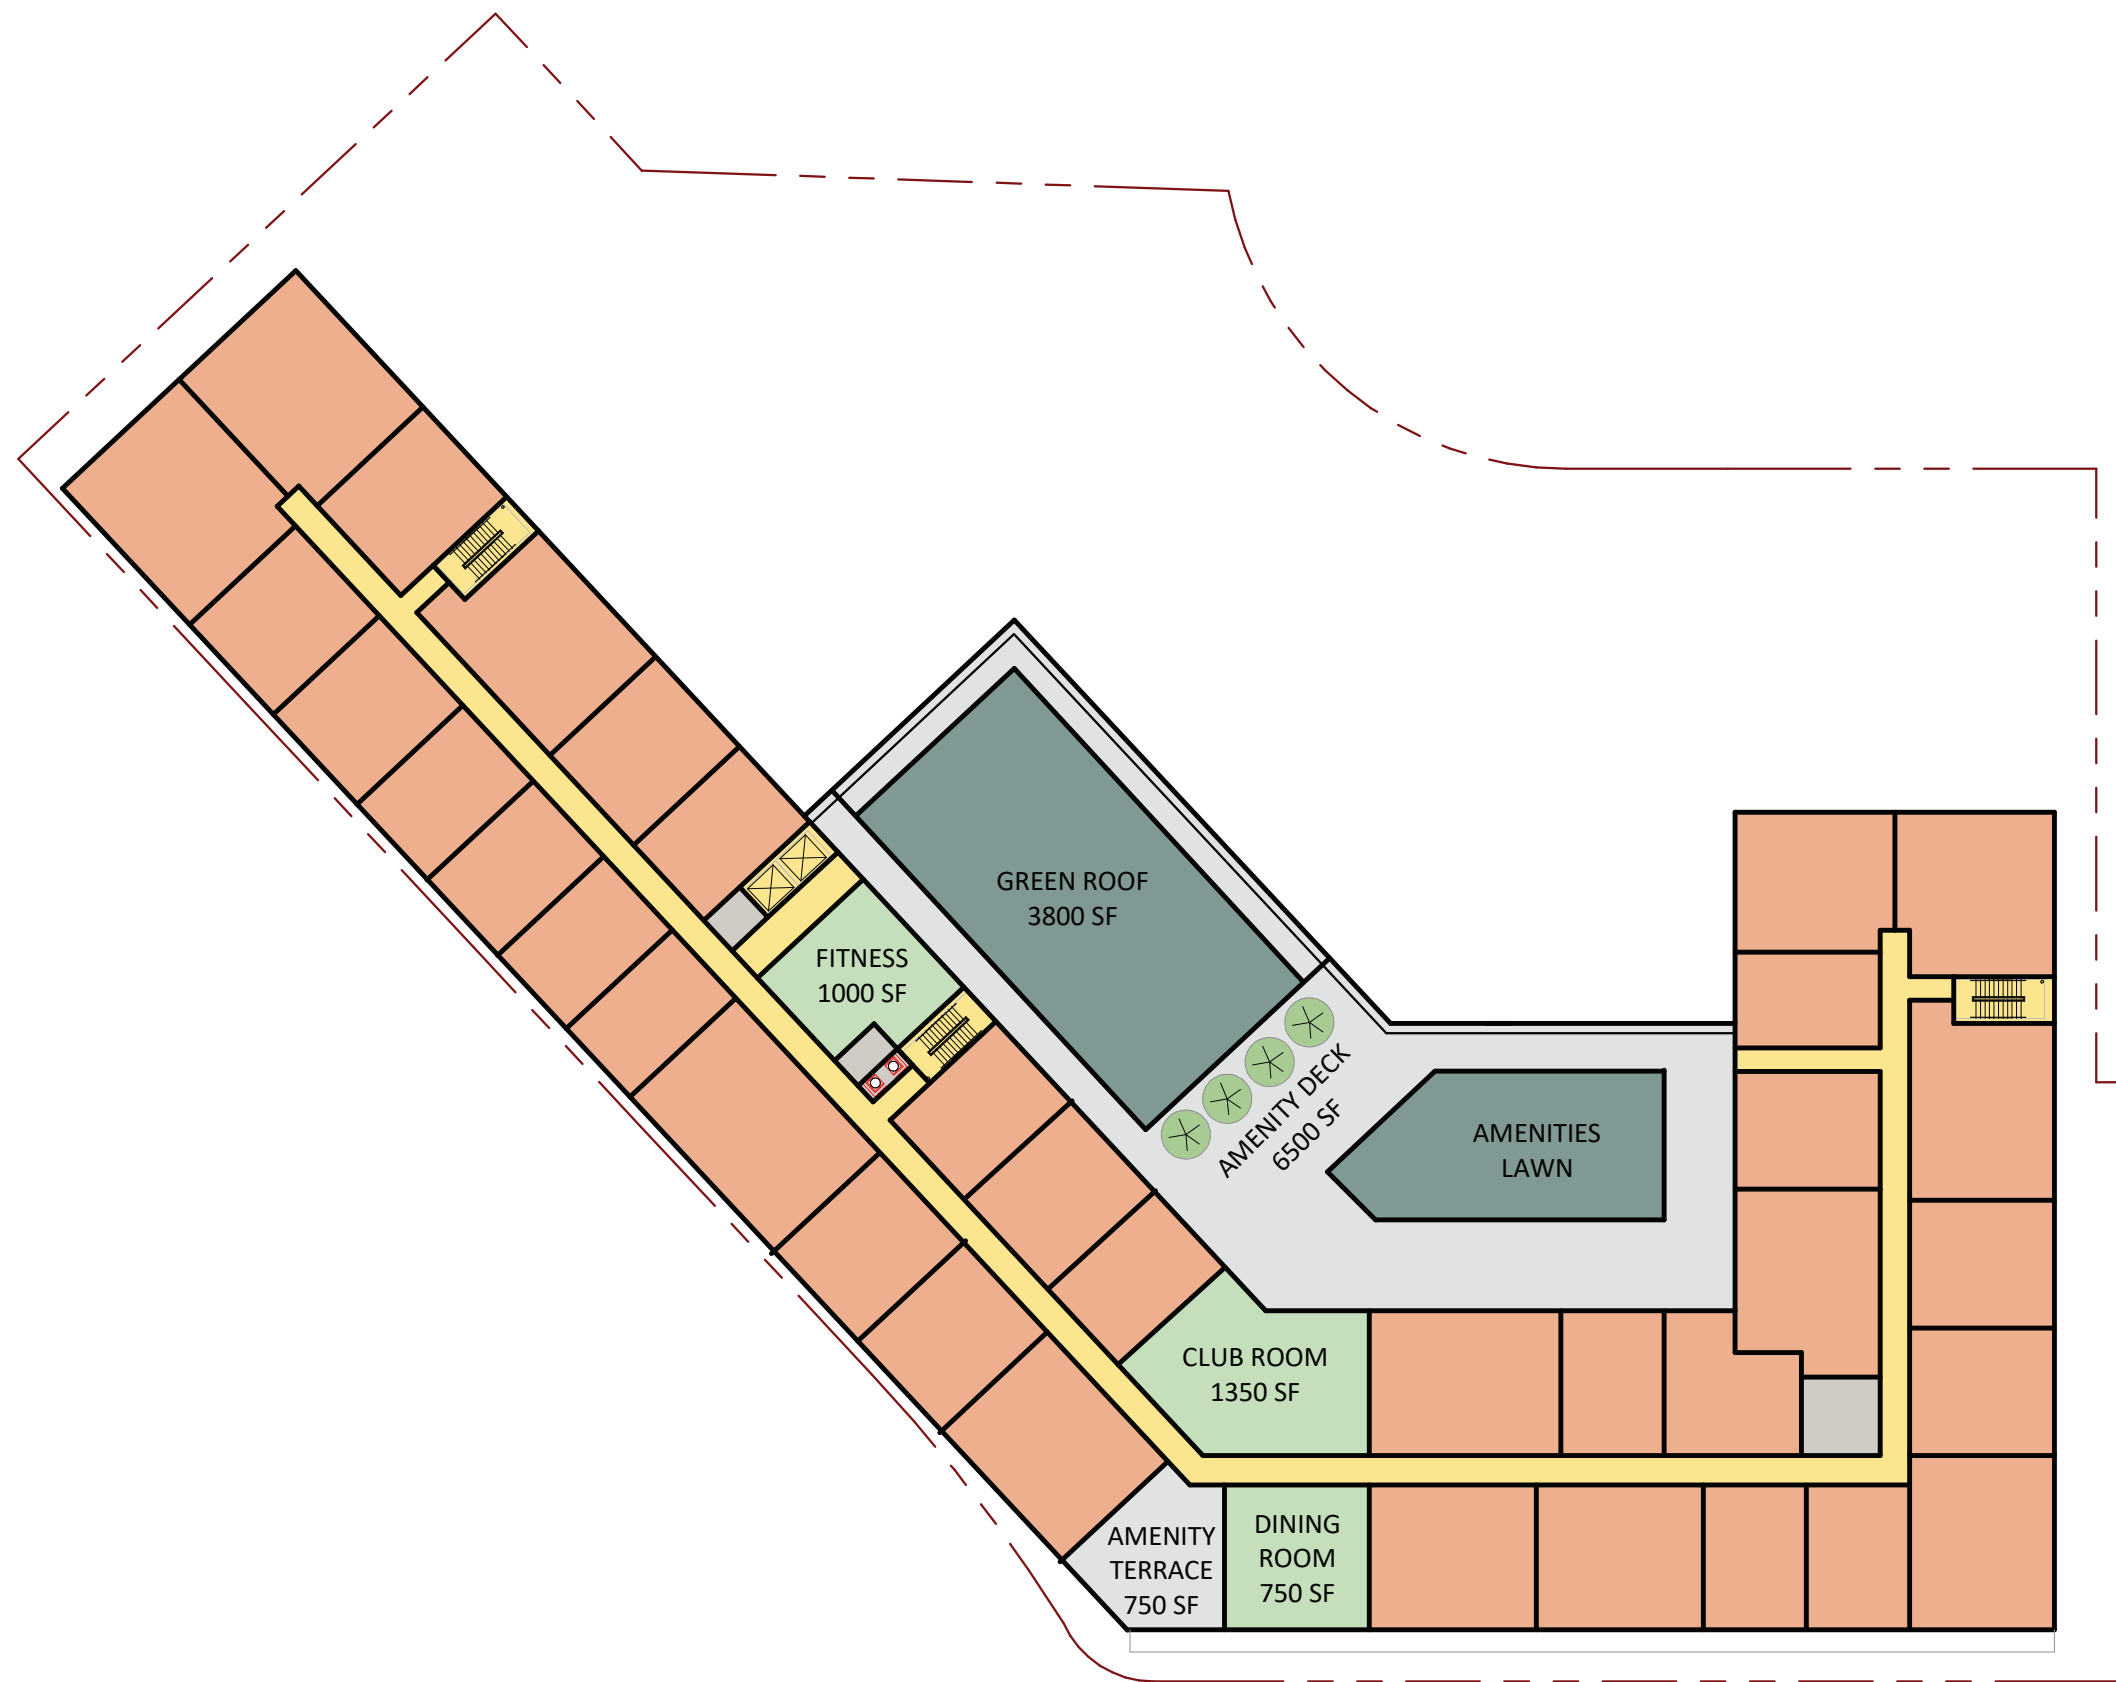 GREEN ROOF
3800 SF
FITNESS
1000 SF
AMENITY DECK
6500 SF
AMENITIES
LAWN
CLUB ROOM
1350 SF
AMENITY
TERRACE
750 SF
DINING
ROOM
750 SF